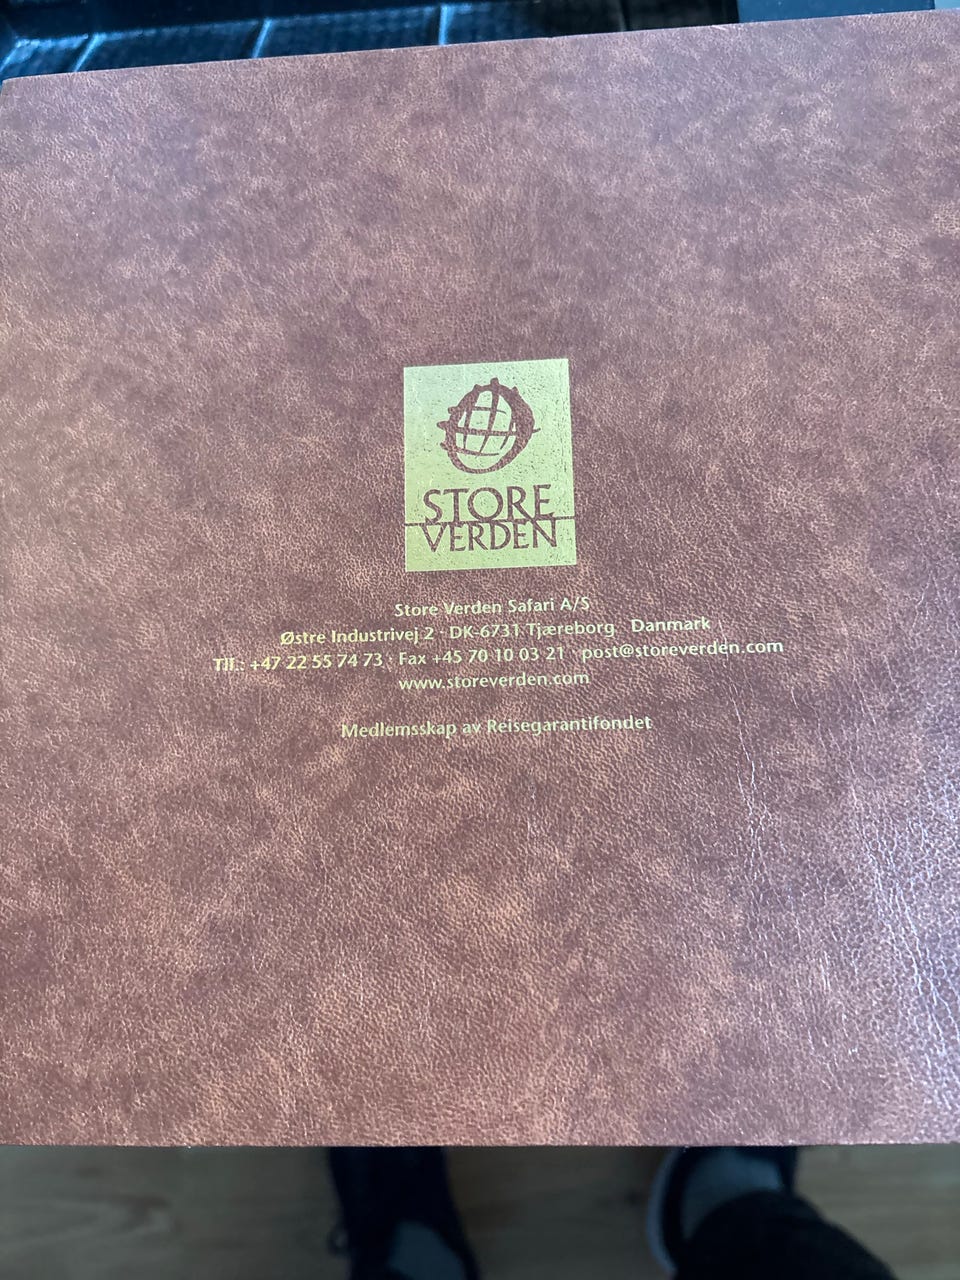 STORE
VERDEN
Store Verden Safari A/S
Østre Industrivej 2 · DK-6731 Tjæreborg Danmark
Tlf.: +47 22 55 74 73 · Fax +45 70 10 03 21 post@storeverden.com
www.storeverden.com
Medlemsskap av Reisegarantifondet